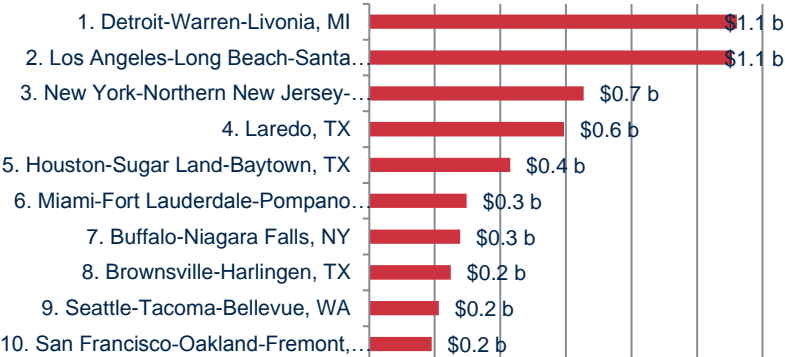 1. Detroit-Warren-Livonia, MI $1.1 b
2. Los Angeles-Long Beach-Santa… $1.1 b
3. New York-Northern New Jersey-… $0.7 b
4. Laredo, TX $0.6 b
5. Houston-Sugar Land-Baytown, TX $0.4 b
6. Miami-Fort Lauderdale-Pompano… $0.3 b
7. Buffalo-Niagara Falls, NY $0.3 b
8. Brownsville-Harlingen, TX $0.2 b
9. Seattle-Tacoma-Bellevue, WA $0.2 b
10. San Francisco-Oakland-Fremont,… $0.2 b